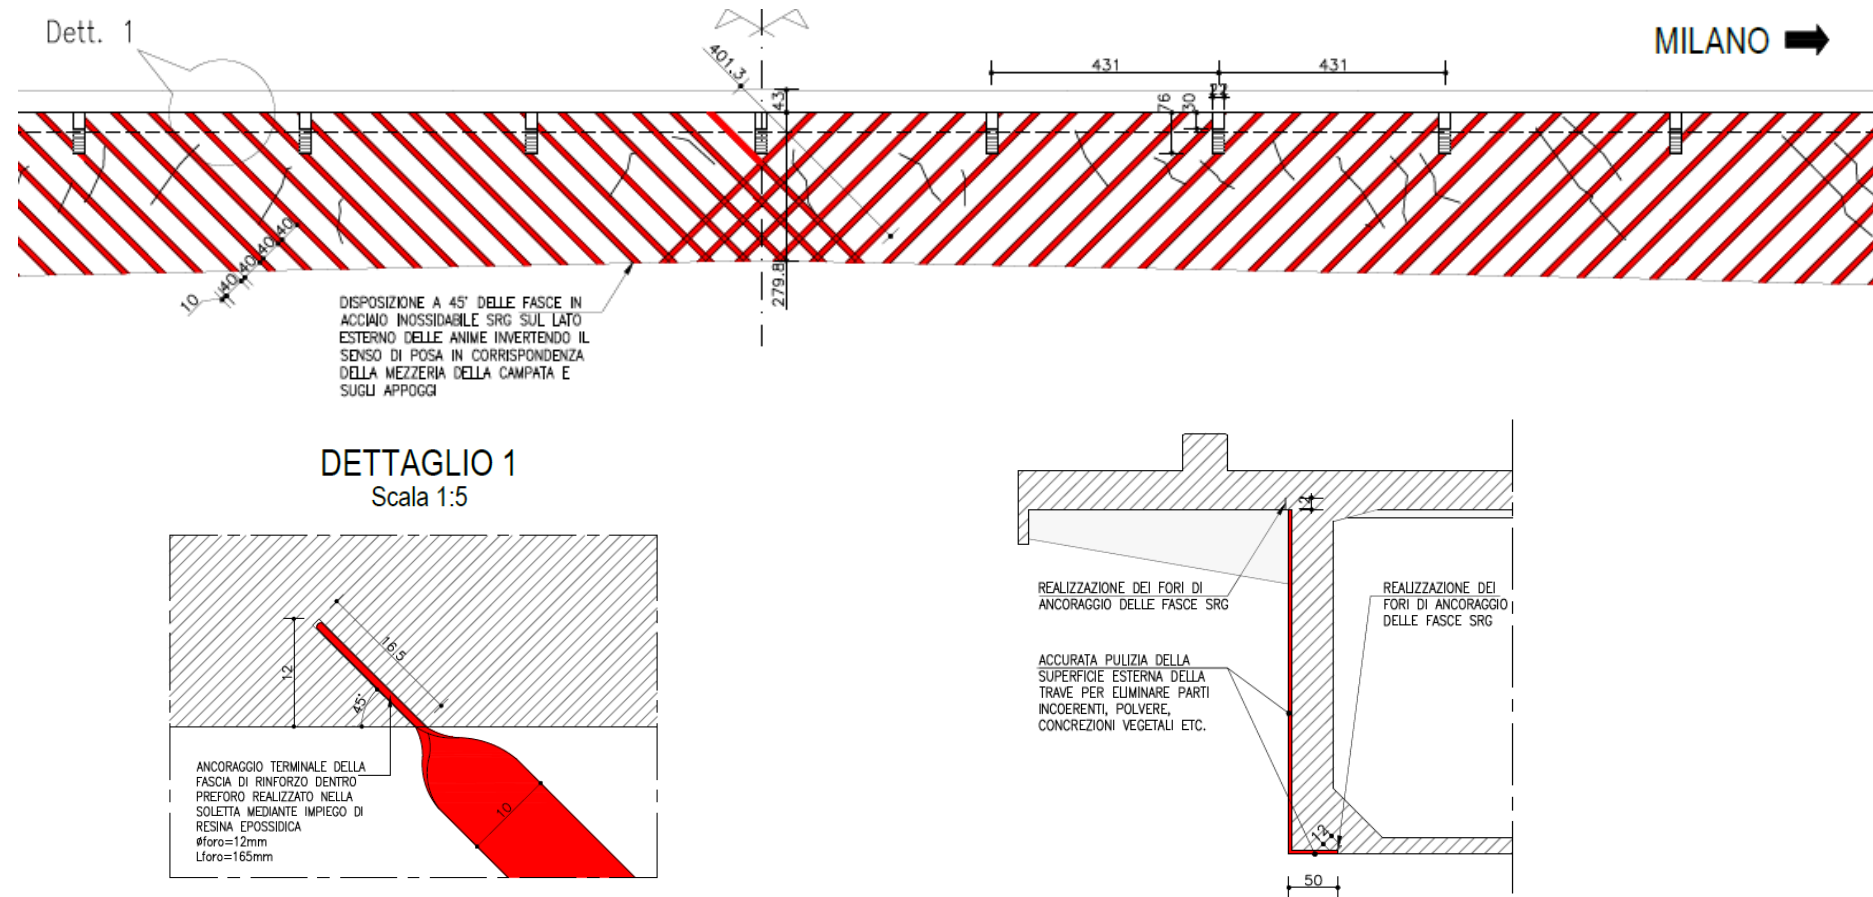 Dett. 1
MILANO
401.3
43
431
431
76
30
279.8
40
40
40
40
10
DISPOSIZIONE A 45° DELLE FASCE IN
ACCIAIO INOSSIDABILE SRG SUL LATO
ESTERNO DELLE ANIME INVERTENDO IL
SENSO DI POSA IN CORRISPONDENZA
DELLA MEZZERIA DELLA CAMPATA E
SUGLI APPOGGI
DETTAGLIO 1
Scala 1:5
16.5
12
45°
10
ANCORAGGIO TERMINALE DELLA
FASCIA DI RINFORZO DENTRO
PREFORO REALIZZATO NELLA
SOLETTA MEDIANTE IMPIEGO DI
RESINA EPOSSIDICA
øforo=12mm
Lforo=165mm
12
REALIZZAZIONE DEI FORI DI
ANCORAGGIO DELLE FASCE SRG
REALIZZAZIONE DEI
FORI DI ANCORAGGIO
DELLE FASCE SRG
ACCURATA PULIZIA DELLA
SUPERFICIE ESTERNA DELLA
TRAVE PER ELIMINARE PARTI
INCOERENTI, POLVERE,
CONCREZIONI VEGETALI ETC.
12
50